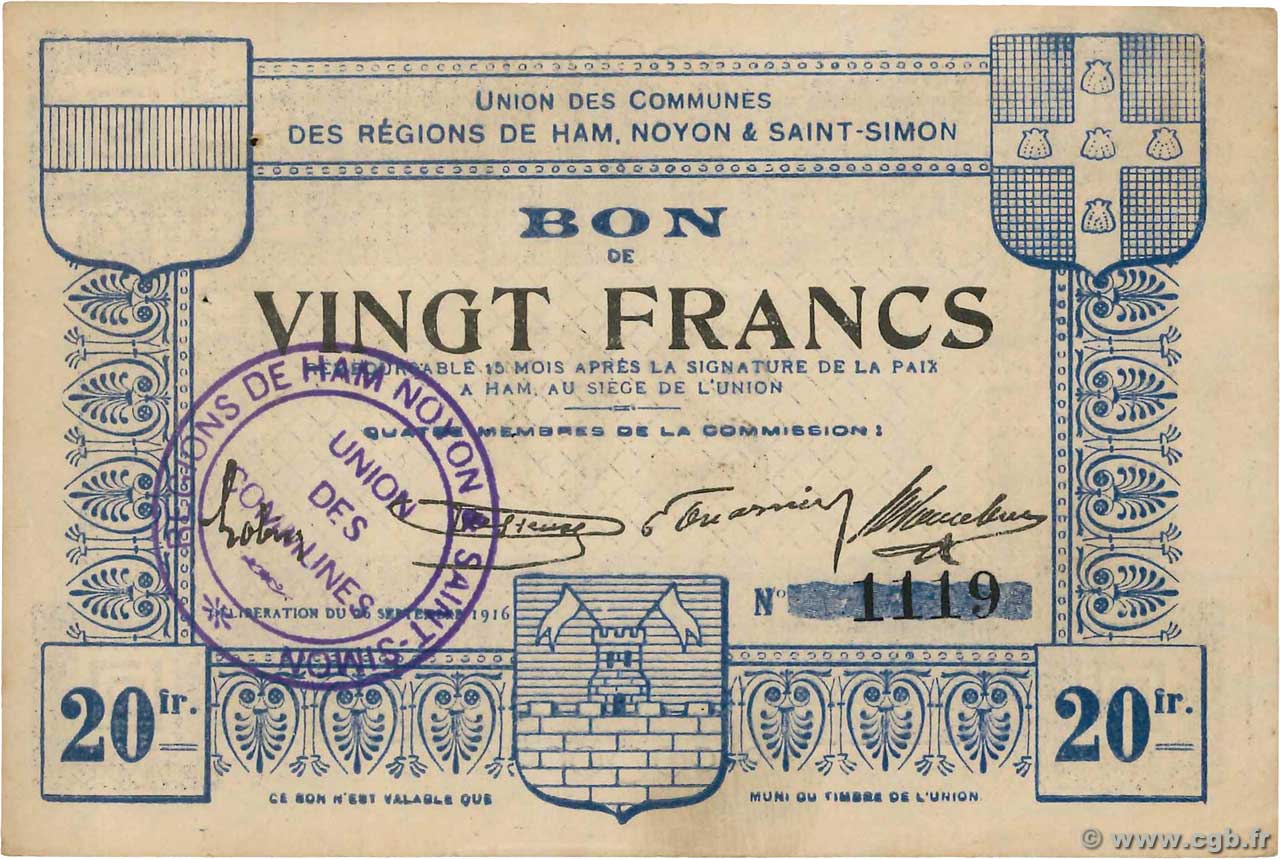 UNION DES COMMUNES
DES RÉGIONS DE HAM, NOYON & SAINT-SIMON
BON
DE
VINGT FRANCS
REMBOURSABLE 15 MOIS APRÈS LA SIGNATURE DE LA PAIX
A HAM, AU SIÈGE DE L'UNION
MEMBRES DE LA COMMISSION :
RÉGIONS DE HAM NOYON & SAINT-SIMON
UNION
DES
COMMUNES
Fournier
DÉLIBÉRATION DU SEPTEMBRE 1916
N° 1119
20 fr.
20 fr.
CE BON N'EST VALABLE QUE MUNI DU TIMBRE DE L'UNION.
© www.cgb.fr